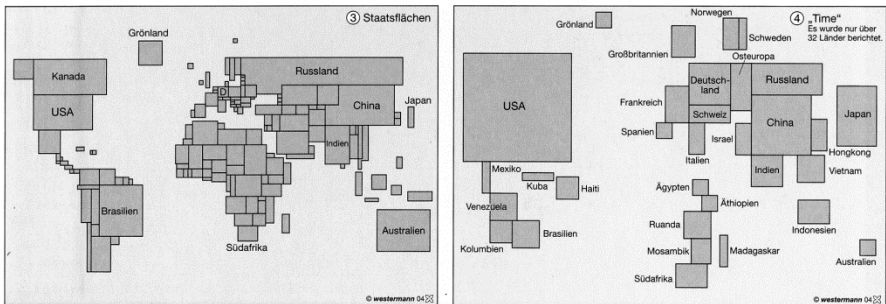 ③ Staatsflächen
Grönland
Kanada
Russland
D
USA
China
Japan
Indien
Brasilien
Südafrika
Australien
© westermann 04
④ „Time“
Es wurde nur über
32 Länder berichtet.
Norwegen
Grönland
Schweden
Großbritannien
Osteuropa
Deutsch-
land
Russland
USA
Frankreich
Schweiz
China
Japan
Spanien
Israel
Italien
Hongkong
Mexiko
Indien
Vietnam
Kuba
Haiti
Ägypten
Venezuela
Äthiopien
Ruanda
Indonesien
Kolumbien
Brasilien
Mosambik
Madagaskar
Australien
Südafrika
© westermann 04